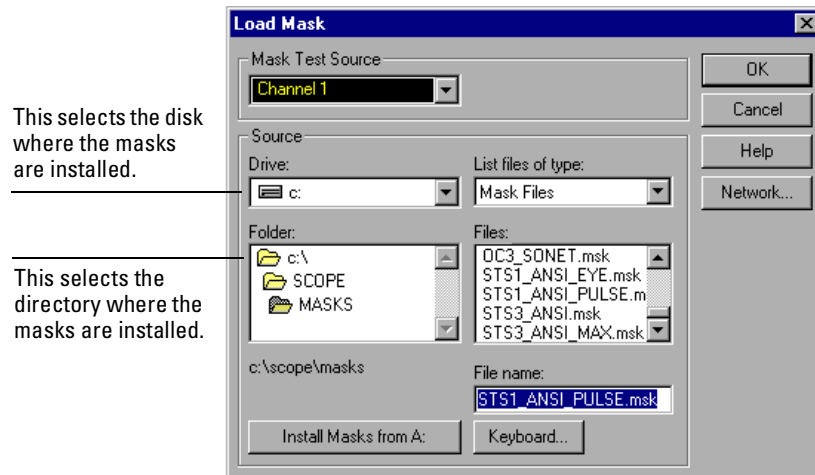 Load Mask
Mask Test Source
Channel 1
OK
Cancel
Help
Network...
This selects the disk
where the masks
are installed.
Source
Drive:
List files of type:
c:
Mask Files
Folder:
Files:
c:\
SCOPE
MASKS
OC3_SONET.msk
STS1_ANSI_EYE.msk
STS1_ANSI_PULSE.m
STS3_ANSI.msk
STS3_ANSI_MAX.msk
This selects the
directory where the
masks are installed.
c:\scope\masks
File name:
STS1_ANSI_PULSE.msk
Install Masks from A:
Keyboard...